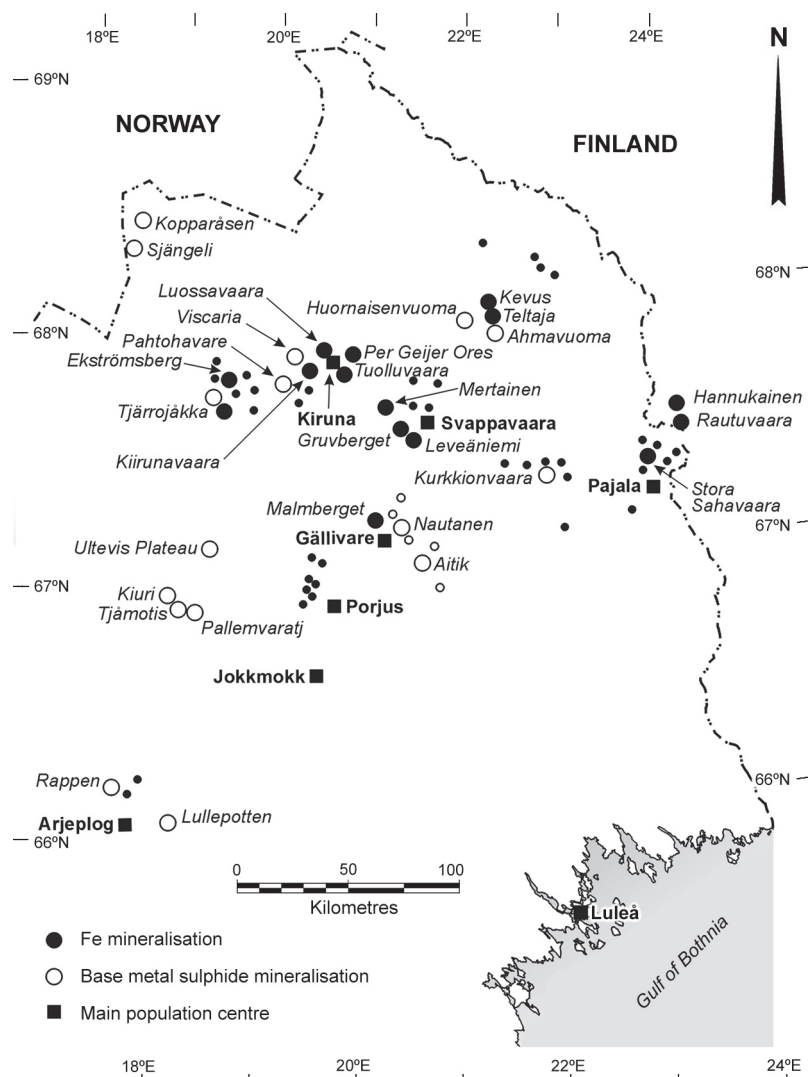 18ºE
20ºE
22ºE
24ºE
N
69ºN
NORWAY
FINLAND
Kopparåsen
Sjängeli
68ºN
Luossavaara
Huornaisenvuoma
Kevus
Viscaria
Teltaja
68ºN
Pahtohavare
Ahmavuoma
Ekströmsberg
Per Geijer Ores
Tuolluvaara
Mertainen
Hannukainen
Tjärrojåkka
Kiruna
Svappavaara
Rautuvaara
Gruvberget
Leveäniemi
Kiirunavaara
Kurkkionvaara
Pajala
Stora
Sahavaara
Malmberget
Nautanen
67ºN
Gällivare
Ultevis Plateau
Aitik
67ºN
Kiuri
Tjåmotis
Porjus
Pallemvaratj
Jokkmokk
66ºN
Rappen
Lullepotten
Arjeplog
66ºN
0 50 100
Kilometres
Luleå
Fe mineralisation
Gulf of Bothnia
Base metal sulphide mineralisation
Main population centre
18ºE
20ºE
22ºE
24ºE